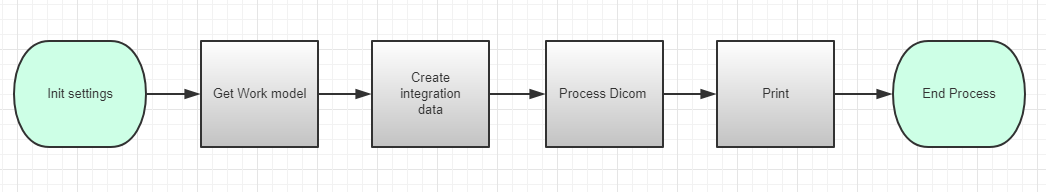 Init settings
Get Work model
Create
integration
data
Process Dicom
Print
End Process